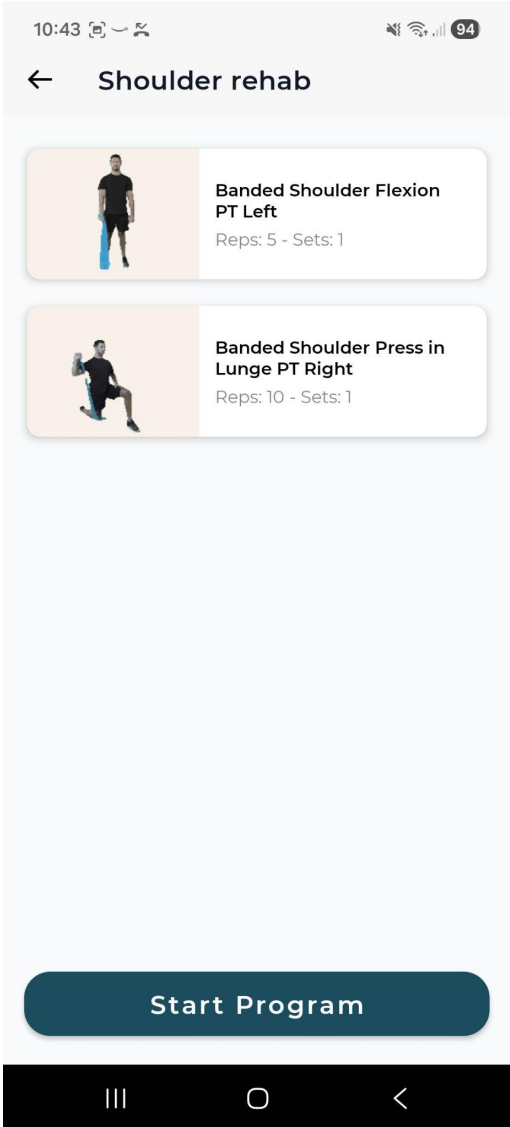 10:43
94
Shoulder rehab
Banded Shoulder Flexion
PT Left
Reps: 5 - Sets: 1
Banded Shoulder Press in
Lunge PT Right
Reps: 10 - Sets: 1
Start Program